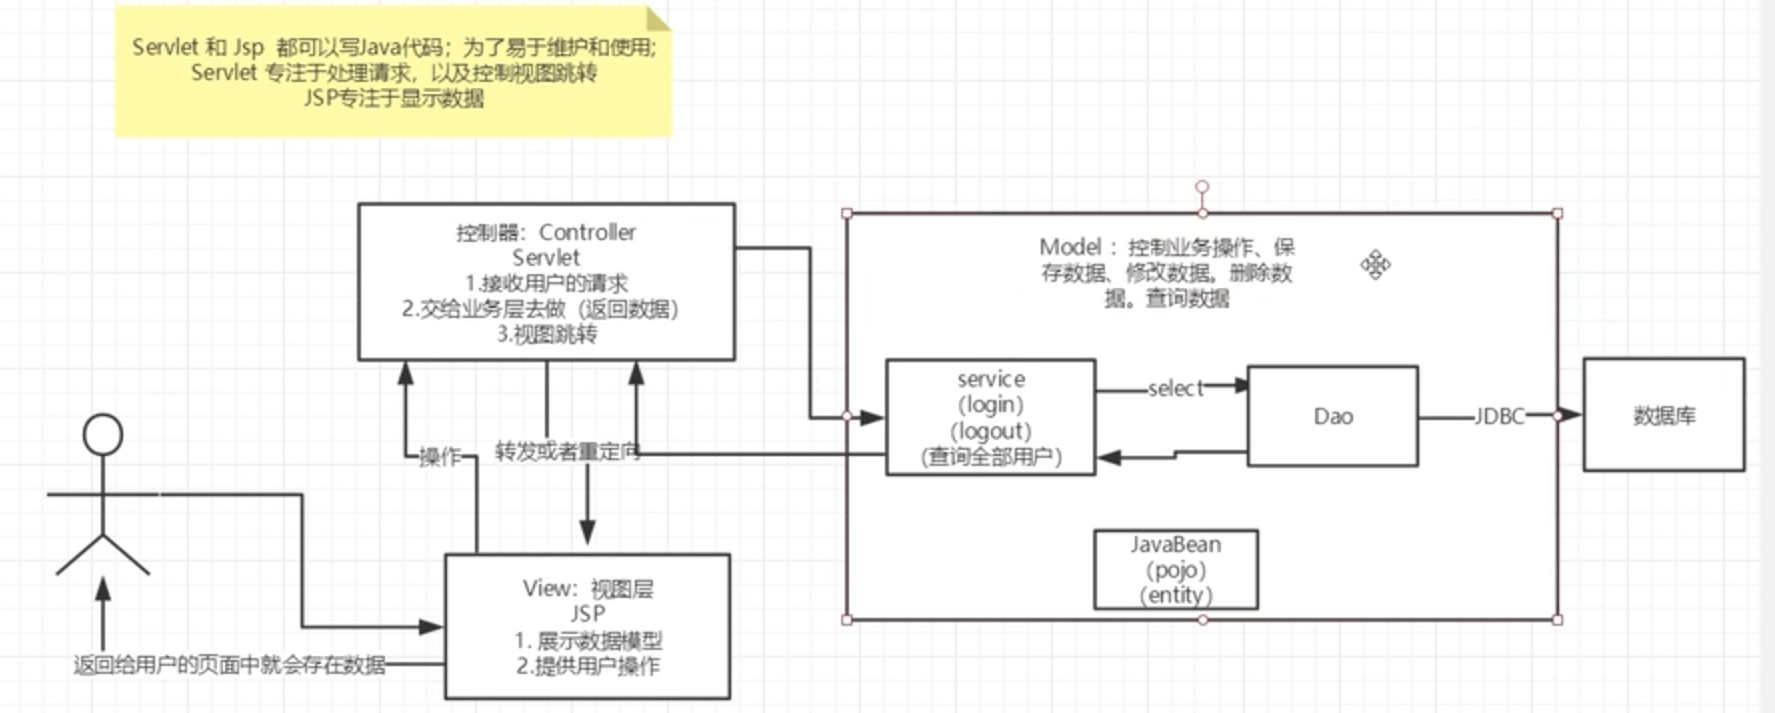 Servlet 和 Jsp 都可以写Java代码；为了易于维护和使用;
Servlet 专注于处理请求，以及控制视图跳转
JSP专注于显示数据
控制器：Controller
Servlet
1.接收用户的请求
2.交给业务层去做（返回数据）
3.视图跳转
Model ：控制业务操作、保
存数据、修改数据。删除数
据。查询数据
service
（login）
（logout）
（查询全部用户）
select
Dao
JDBC
数据库
操作
转发或者重定向
JavaBean
（pojo）
（entity）
View：视图层
JSP
1. 展示数据模型
2.提供用户操作
返回给用户的页面中就会存在数据